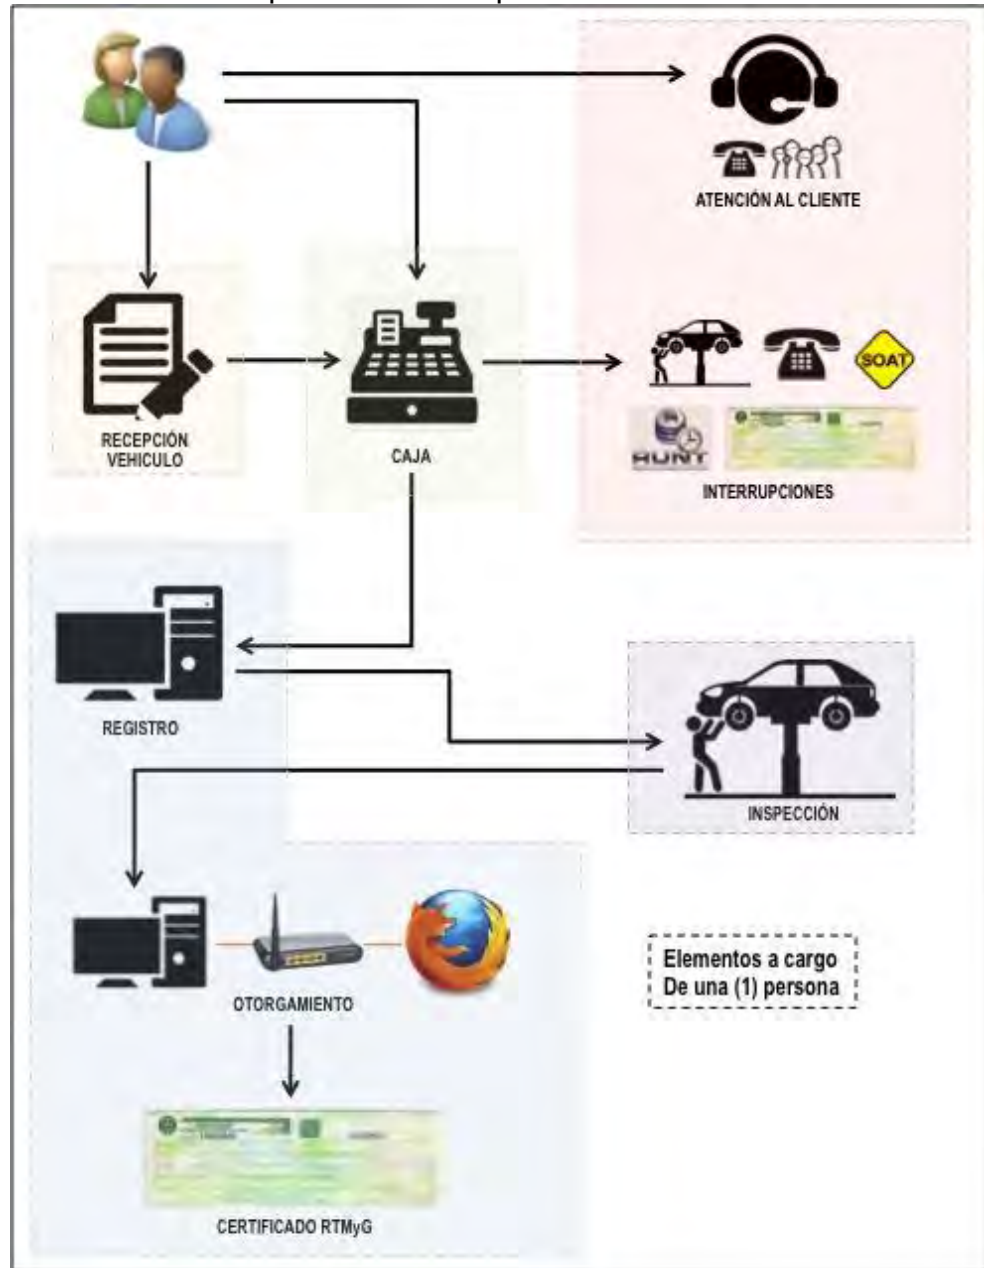 ATENCIÓN AL CLIENTE
SOAT
RUNT
INTERRUPCIONES
RECEPCIÓN
VEHICULO
CAJA
REGISTRO
INSPECCIÓN
Elementos a cargo
De una (1) persona
OTORGAMIENTO
CERTIFICADO RTMyG